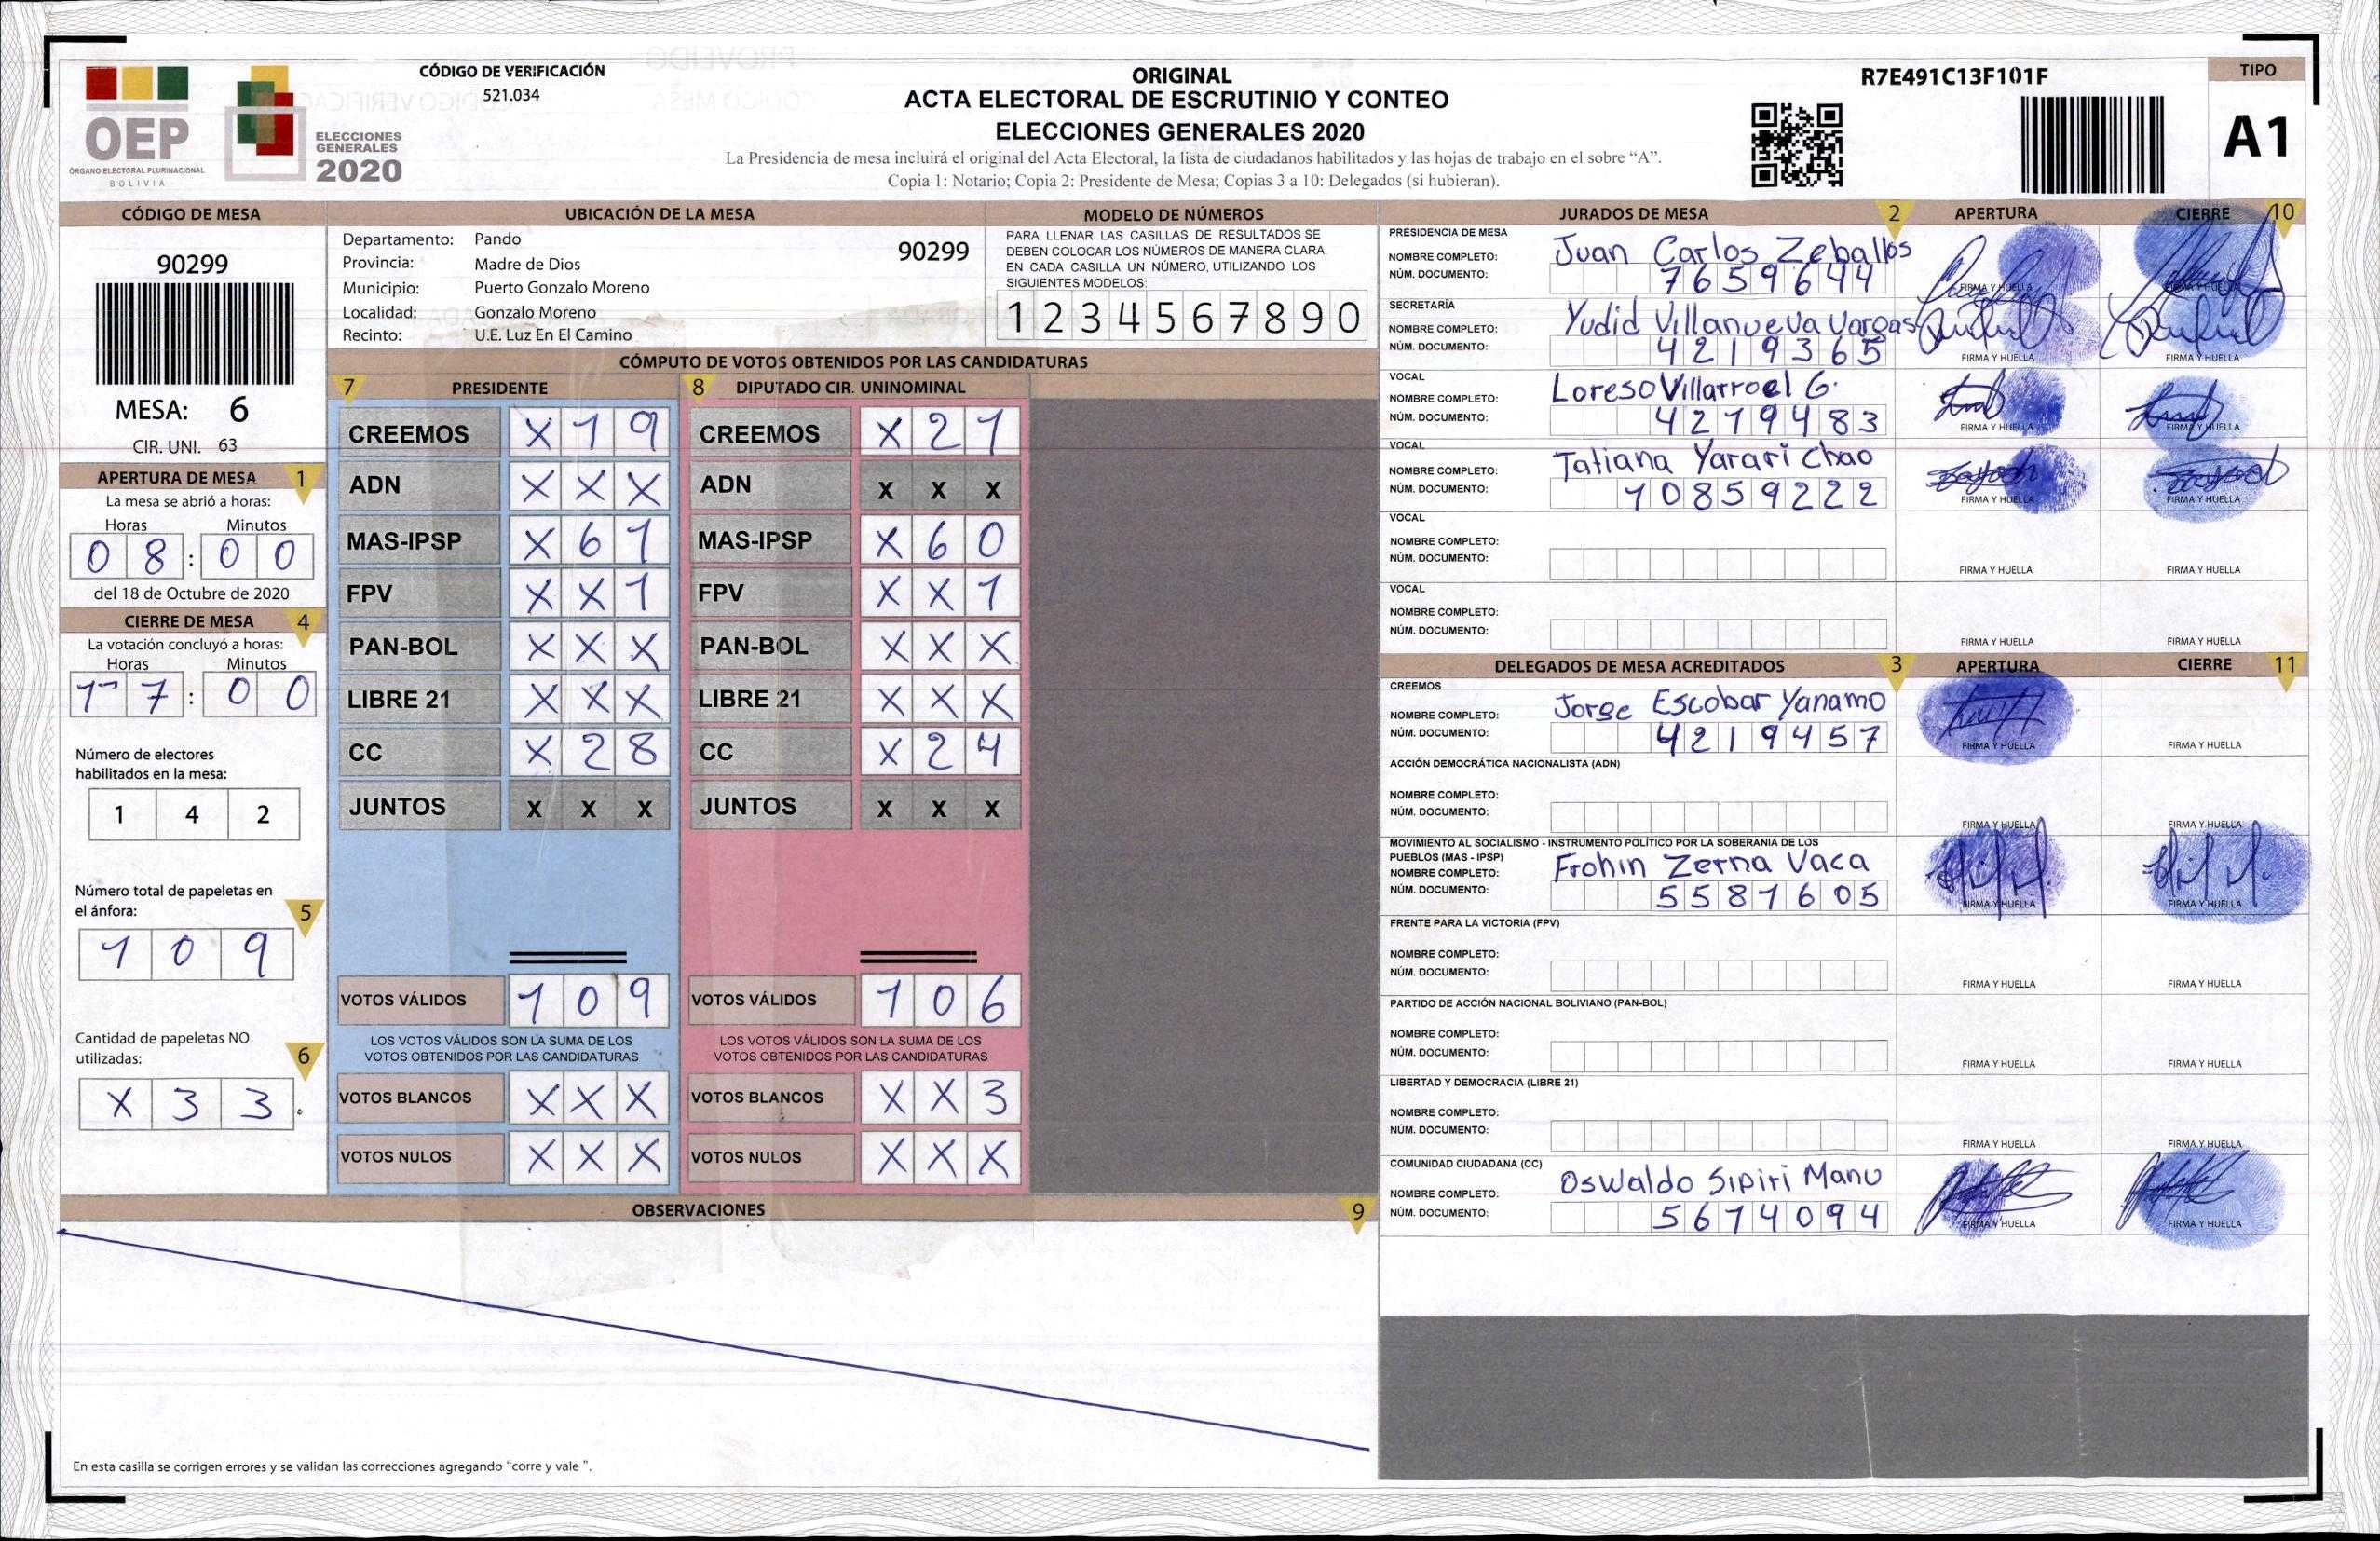 OEP
ÓRGANO ELECTORAL PLURINACIONAL
BOLIVIA
ELECCIONES
GENERALES
2020
CÓDIGO DE VERIFICACIÓN
521.034
ORIGINAL
ACTA ELECTORAL DE ESCRUTINIO Y CONTEO
ELECCIONES GENERALES 2020
La Presidencia de mesa incluirá el original del Acta Electoral, la lista de ciudadanos habilitados y las hojas de trabajo en el sobre “A”.
Copia 1: Notario; Copia 2: Presidente de Mesa; Copias 3 a 10: Delegados (si hubieran).
R7E491C13F101F
TIPO
A1
CÓDIGO DE MESA
90299
MESA: 6
CIR. UNI. 63
APERTURA DE MESA 1
La mesa se abrió a horas:
Horas Minutos
0 8 : 0 0
del 18 de Octubre de 2020
CIERRE DE MESA 4
La votación concluyó a horas:
Horas Minutos
1 7 : 0 0
Número de electores
habilitados en la mesa:
1 4 2
Número total de papeletas en
el ánfora: 5
1 0 9
Cantidad de papeletas NO
utilizadas: 6
X 3 3
UBICACIÓN DE LA MESA
Departamento: Pando
90299
Provincia: Madre de Dios
Municipio: Puerto Gonzalo Moreno
Localidad: Gonzalo Moreno
Recinto: U.E. Luz En El Camino
MODELO DE NÚMEROS
PARA LLENAR LAS CASILLAS DE RESULTADOS SE
DEBEN COLOCAR LOS NÚMEROS DE MANERA CLARA.
EN CADA CASILLA UN NÚMERO, UTILIZANDO LOS
SIGUIENTES MODELOS:
1 2 3 4 5 6 7 8 9 0
CÓMPUTO DE VOTOS OBTENIDOS POR LAS CANDIDATURAS
7 PRESIDENTE
CREEMOS X 1 9
ADN X X X
MAS-IPSP X 6 1
FPV X X 1
PAN-BOL X X X
LIBRE 21 X X X
CC X 2 8
JUNTOS X X X
VOTOS VÁLIDOS 1 0 9
LOS VOTOS VÁLIDOS SON LA SUMA DE LOS
VOTOS OBTENIDOS POR LAS CANDIDATURAS
VOTOS BLANCOS X X X
VOTOS NULOS X X X
8 DIPUTADO CIR. UNINOMINAL
CREEMOS X 2 1
ADN X X X
MAS-IPSP X 6 0
FPV X X 1
PAN-BOL X X X
LIBRE 21 X X X
CC X 2 4
JUNTOS X X X
VOTOS VÁLIDOS 1 0 6
LOS VOTOS VÁLIDOS SON LA SUMA DE LOS
VOTOS OBTENIDOS POR LAS CANDIDATURAS
VOTOS BLANCOS X X 3
VOTOS NULOS X X X
OBSERVACIONES 9
En esta casilla se corrigen errores y se validan las correcciones agregando “corre y vale ”.
JURADOS DE MESA 2 APERTURA CIERRE 10
PRESIDENCIA DE MESA
NOMBRE COMPLETO: Juan Carlos Zeballos
NÚM. DOCUMENTO: 7659644
FIRMA Y HUELLA FIRMA Y HUELLA
SECRETARÍA
NOMBRE COMPLETO: Yudid Villanueva Vargas
NÚM. DOCUMENTO: 4219365
FIRMA Y HUELLA FIRMA Y HUELLA
VOCAL
NOMBRE COMPLETO: Loreso Villarroel G.
NÚM. DOCUMENTO: 4219483
FIRMA Y HUELLA FIRMA Y HUELLA
VOCAL
NOMBRE COMPLETO: Tatiana Yarari Chao
NÚM. DOCUMENTO: 10859222
FIRMA Y HUELLA FIRMA Y HUELLA
VOCAL
NOMBRE COMPLETO:
NÚM. DOCUMENTO:
FIRMA Y HUELLA FIRMA Y HUELLA
VOCAL
NOMBRE COMPLETO:
NÚM. DOCUMENTO:
FIRMA Y HUELLA FIRMA Y HUELLA
DELEGADOS DE MESA ACREDITADOS 3 APERTURA CIERRE 11
CREEMOS
NOMBRE COMPLETO: Jorge Escobar Yanamo
NÚM. DOCUMENTO: 4219457
FIRMA Y HUELLA FIRMA Y HUELLA
ACCIÓN DEMOCRÁTICA NACIONALISTA (ADN)
NOMBRE COMPLETO:
NÚM. DOCUMENTO:
FIRMA Y HUELLA FIRMA Y HUELLA
MOVIMIENTO AL SOCIALISMO - INSTRUMENTO POLÍTICO POR LA SOBERANIA DE LOS
PUEBLOS (MAS - IPSP)
NOMBRE COMPLETO: Frohin Zerna Vaca
NÚM. DOCUMENTO: 5581605
FIRMA Y HUELLA FIRMA Y HUELLA
FRENTE PARA LA VICTORIA (FPV)
NOMBRE COMPLETO:
NÚM. DOCUMENTO:
FIRMA Y HUELLA FIRMA Y HUELLA
PARTIDO DE ACCIÓN NACIONAL BOLIVIANO (PAN-BOL)
NOMBRE COMPLETO:
NÚM. DOCUMENTO:
FIRMA Y HUELLA FIRMA Y HUELLA
LIBERTAD Y DEMOCRACIA (LIBRE 21)
NOMBRE COMPLETO:
NÚM. DOCUMENTO:
FIRMA Y HUELLA FIRMA Y HUELLA
COMUNIDAD CIUDADANA (CC)
NOMBRE COMPLETO: Oswaldo Sipiri Manu
NÚM. DOCUMENTO: 5674094
FIRMA Y HUELLA FIRMA Y HUELLA